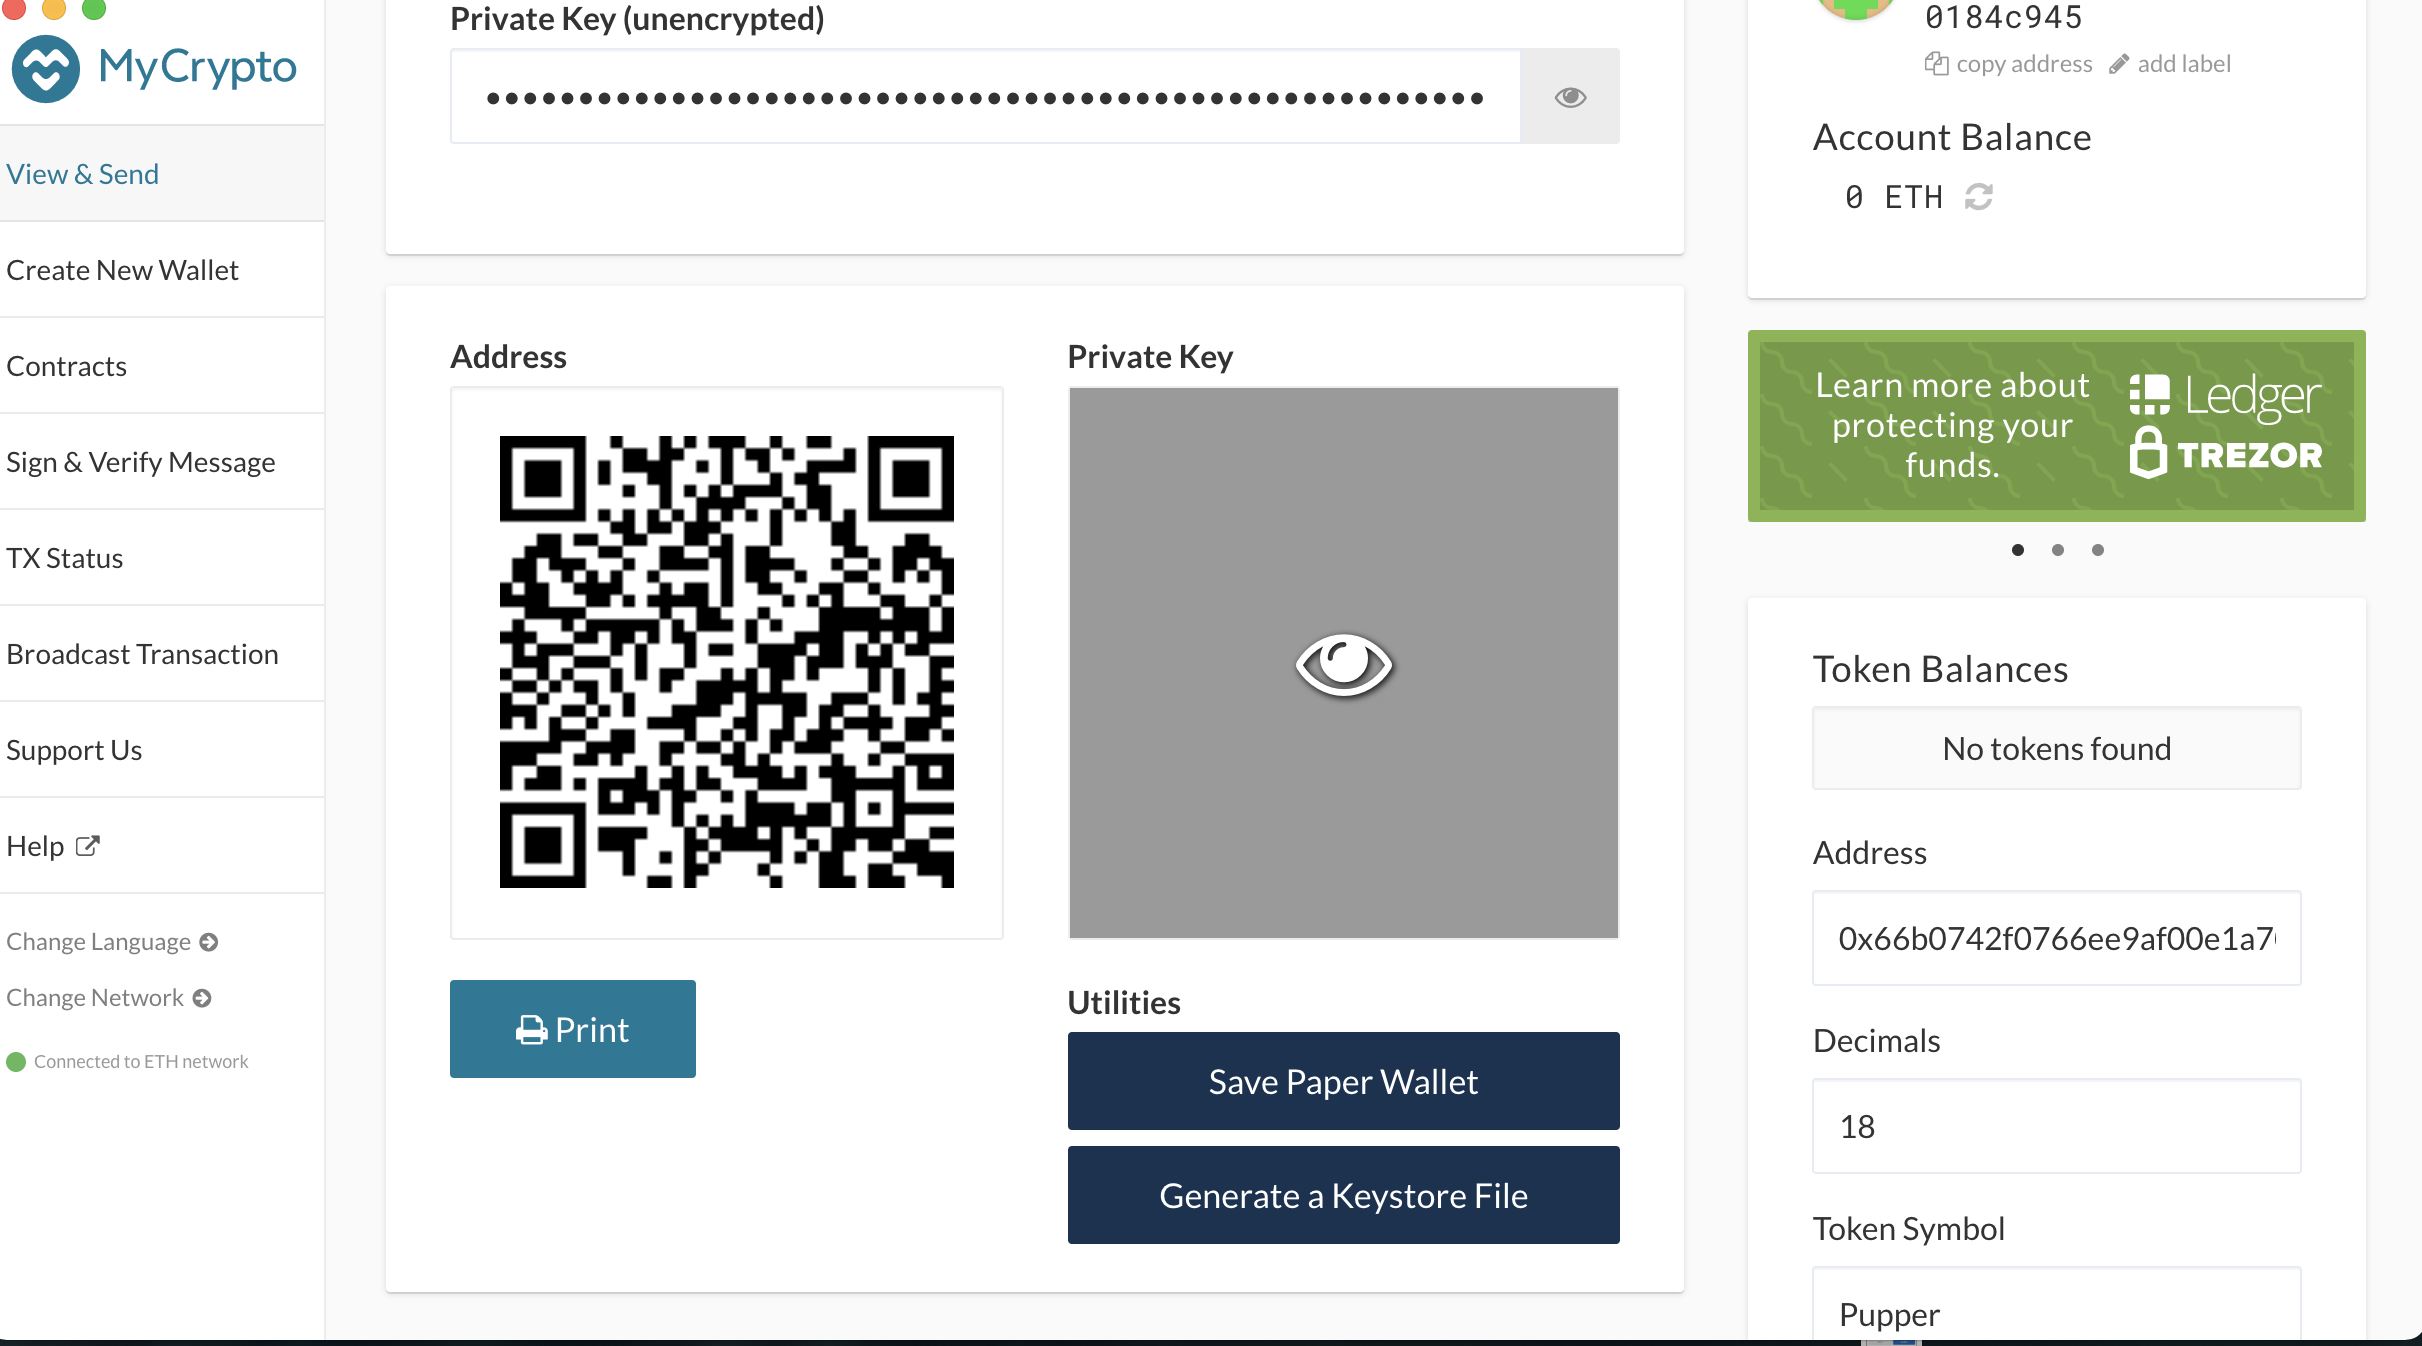 MyCrypto
View & Send
Create New Wallet
Contracts
Sign & Verify Message
TX Status
Broadcast Transaction
Support Us
Help
Change Language
Change Network
Connected to ETH network
Private Key (unencrypted)
Address
Private Key
Print
Utilities
Save Paper Wallet
Generate a Keystore File
0184c945
copy address add label
Account Balance
0 ETH
Learn more about
protecting your
funds.
Ledger
TREZOR
Token Balances
No tokens found
Address
0x66b0742f0766ee9af00e1a7
Decimals
18
Token Symbol
Pupper